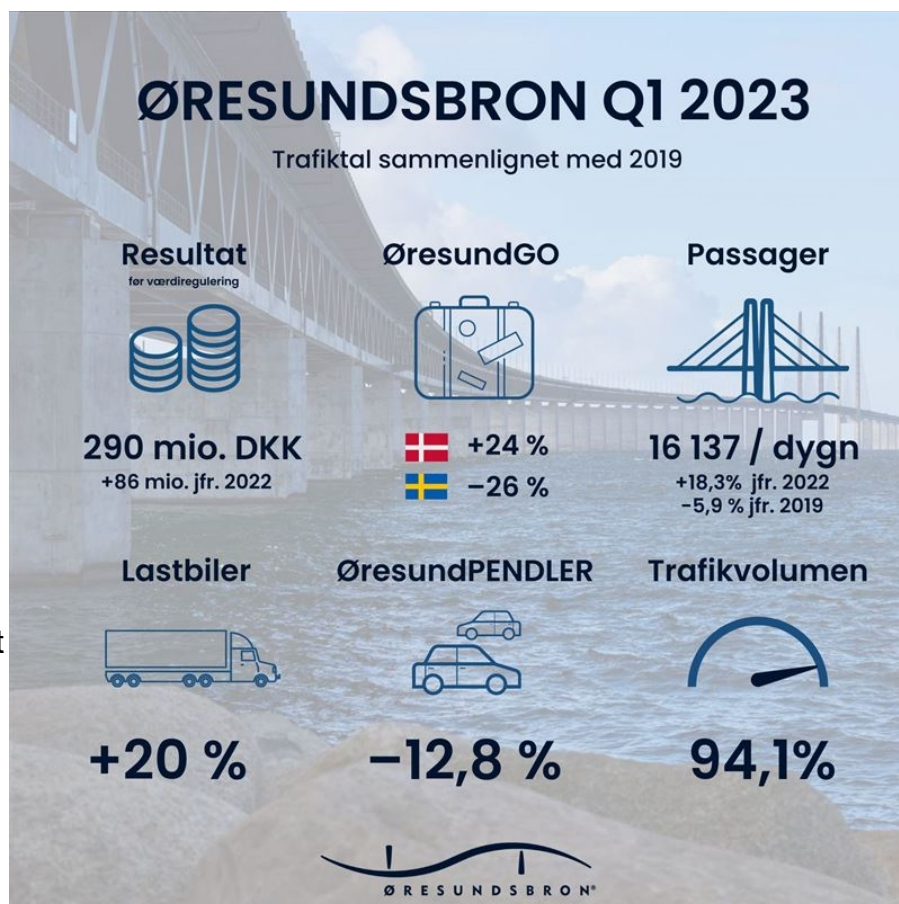 ØRESUNDSBRON Q1 2023
Trafiktal sammenlignet med 2019
Resultat
før værdiregulering
290 mio. DKK
+86 mio. jfr. 2022
ØresundGO
+24 %
−26 %
Passager
16 137 / dygn
+18,3% jfr. 2022
-5,9 % jfr. 2019
Lastbiler
+20 %
ØresundPENDLER
−12,8 %
Trafikvolumen
94,1%
ØRESUNDSBRON®